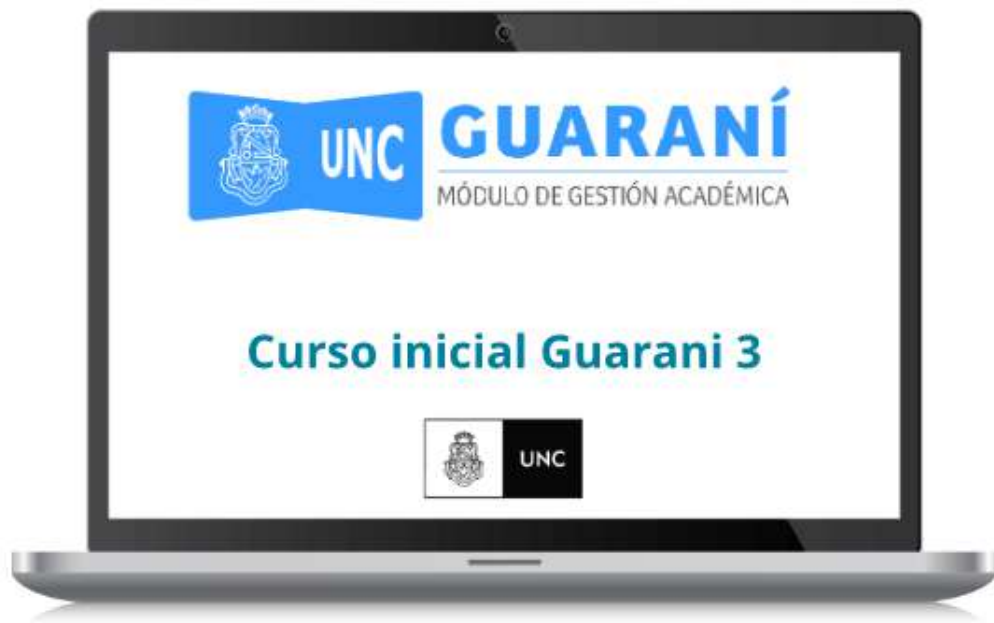 UNC
GUARANÍ
MÓDULO DE GESTIÓN ACADÉMICA
Curso inicial Guarani 3
UNC